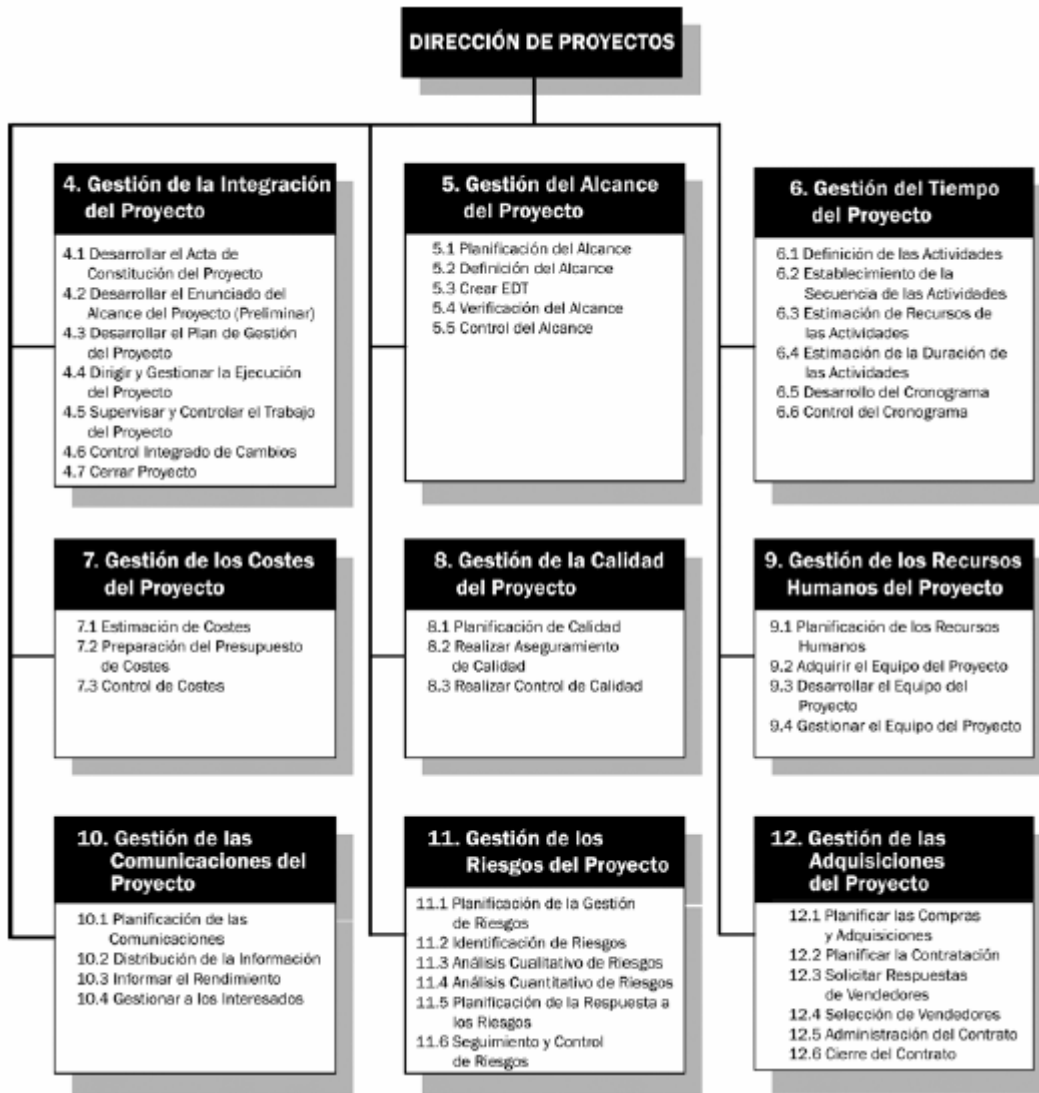 DIRECCIÓN DE PROYECTOS
4. Gestión de la Integración
del Proyecto
4.1 Desarrollar el Acta de
Constitución del Proyecto
4.2 Desarrollar el Enunciado del
Alcance del Proyecto (Preliminar)
4.3 Desarrollar el Plan de Gestión
del Proyecto
4.4 Dirigir y Gestionar la Ejecución
del Proyecto
4.5 Supervisar y Controlar el Trabajo
del Proyecto
4.6 Control Integrado de Cambios
4.7 Cerrar Proyecto
5. Gestión del Alcance
del Proyecto
5.1 Planificación del Alcance
5.2 Definición del Alcance
5.3 Crear EDT
5.4 Verificación del Alcance
5.5 Control del Alcance
6. Gestión del Tiempo
del Proyecto
6.1 Definición de las Actividades
6.2 Establecimiento de la
Secuencia de las Actividades
6.3 Estimación de Recursos de
las Actividades
6.4 Estimación de la Duración de
las Actividades
6.5 Desarrollo del Cronograma
6.6 Control del Cronograma
7. Gestión de los Costes
del Proyecto
7.1 Estimación de Costes
7.2 Preparación del Presupuesto
de Costes
7.3 Control de Costes
8. Gestión de la Calidad
del Proyecto
8.1 Planificación de Calidad
8.2 Realizar Aseguramiento
de Calidad
8.3 Realizar Control de Calidad
9. Gestión de los Recursos
Humanos del Proyecto
9.1 Planificación de los Recursos
Humanos
9.2 Adquirir el Equipo del Proyecto
9.3 Desarrollar el Equipo del
Proyecto
9.4 Gestionar el Equipo del Proyecto
10. Gestión de las
Comunicaciones del
Proyecto
10.1 Planificación de las
Comunicaciones
10.2 Distribución de la Información
10.3 Informar el Rendimiento
10.4 Gestionar a los Interesados
11. Gestión de los
Riesgos del Proyecto
11.1 Planificación de la Gestión
de Riesgos
11.2 Identificación de Riesgos
11.3 Análisis Cualitativo de Riesgos
11.4 Análisis Cuantitativo de Riesgos
11.5 Planificación de la Respuesta a
los Riesgos
11.6 Seguimiento y Control
de Riesgos
12. Gestión de las
Adquisiciones
del Proyecto
12.1 Planificar las Compras
y Adquisiciones
12.2 Planificar la Contratación
12.3 Solicitar Respuestas
de Vendedores
12.4 Selección de Vendedores
12.5 Administración del Contrato
12.6 Cierre del Contrato